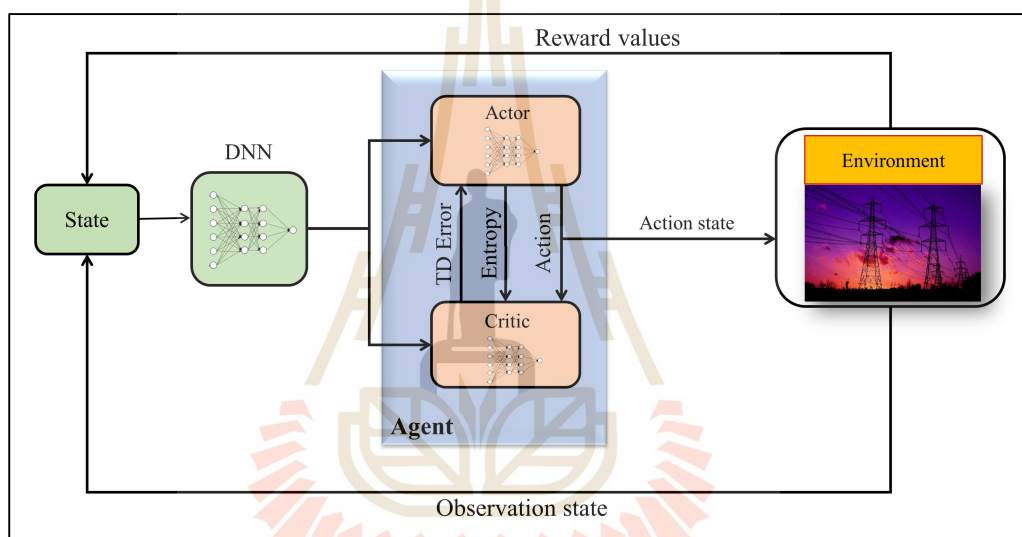 Reward values
DNN
Actor
Environment
State
TD Error
Entropy
Action
Action state
Critic
Agent
Observation state